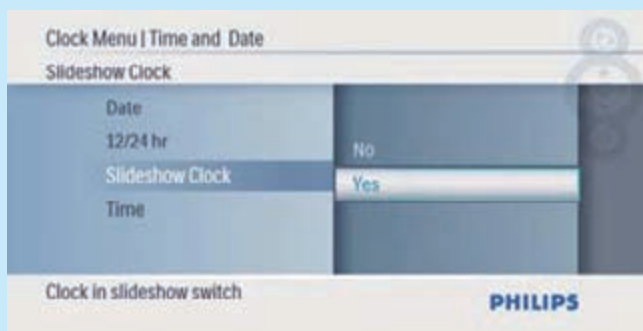 Clock Menu | Time and Date
Slideshow Clock
Date
12/24 hr
Slideshow Clock
Time
No
Yes
Clock in slideshow switch
PHILIPS